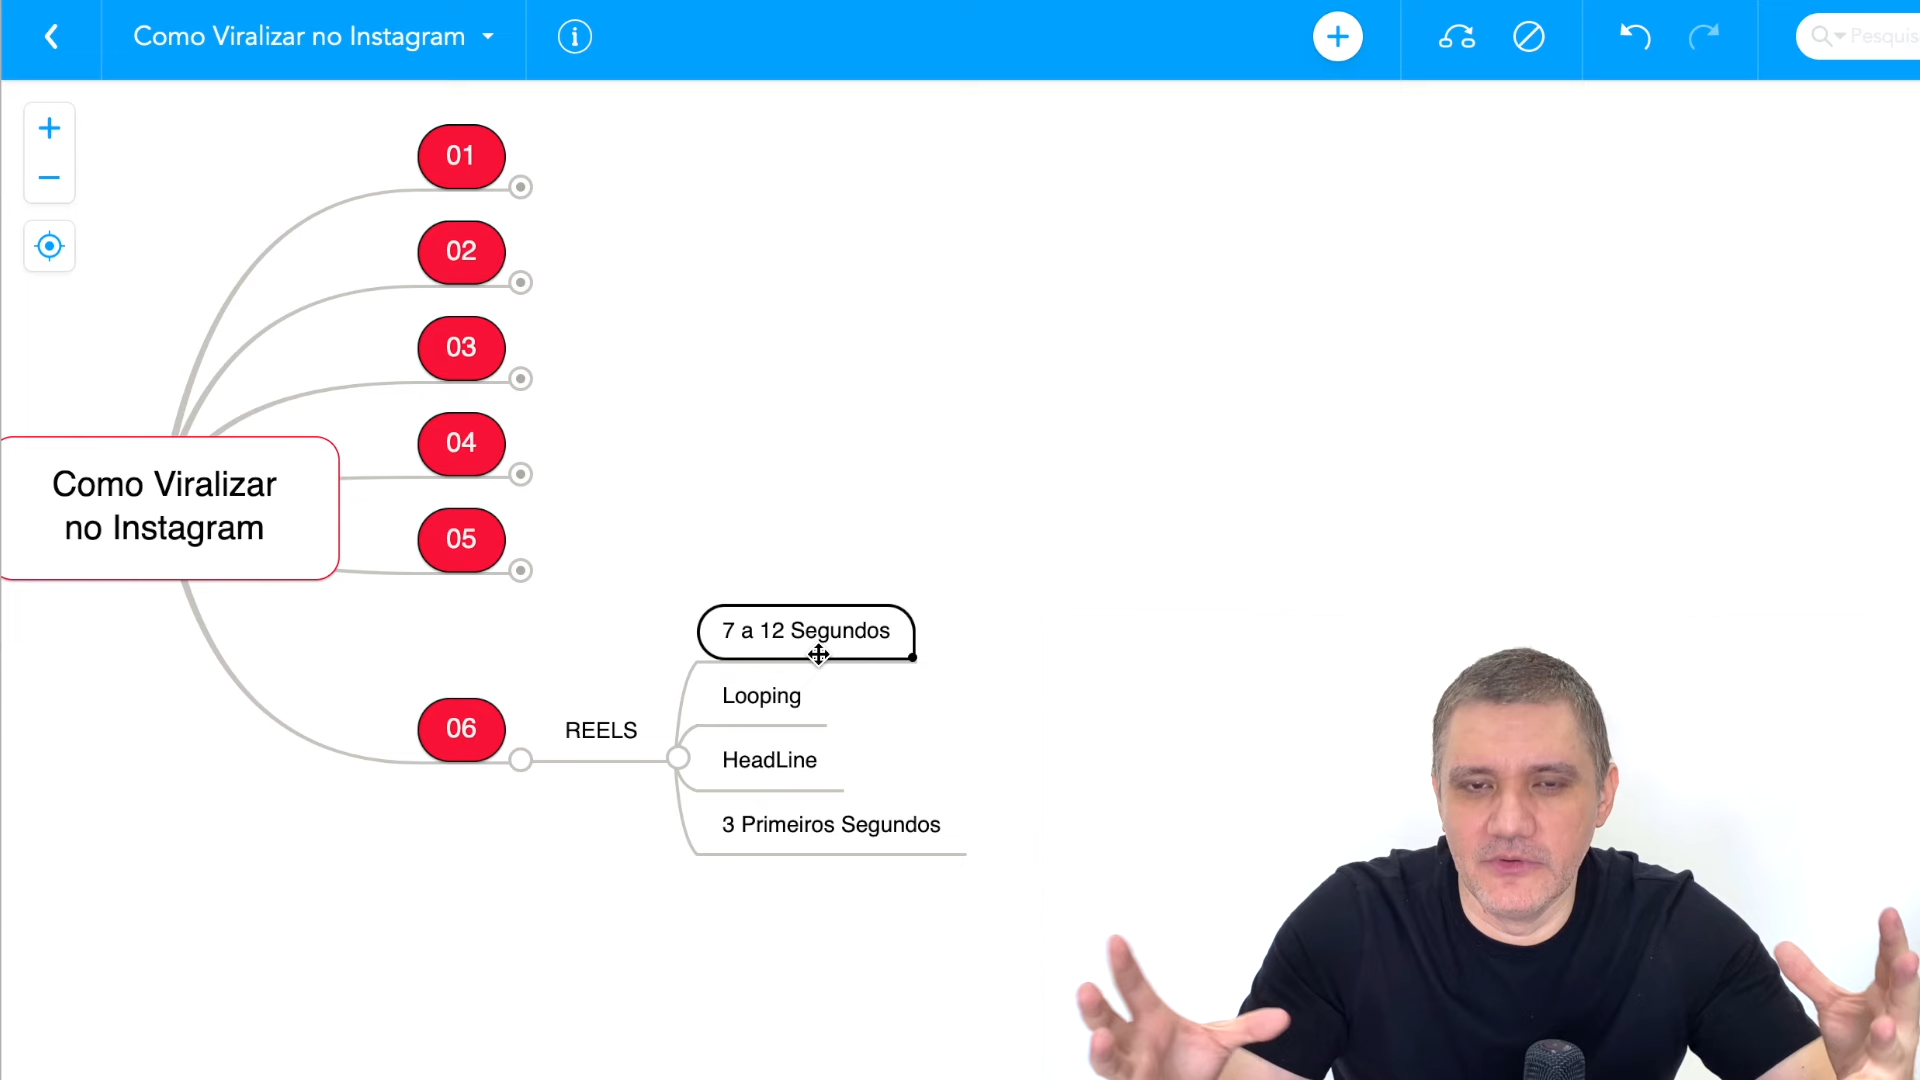 Como Viralizar no Instagram
Pesquis
01
02
03
04
05
Como Viralizar
no Instagram
06
REELS
7 a 12 Segundos
Looping
HeadLine
3 Primeiros Segundos